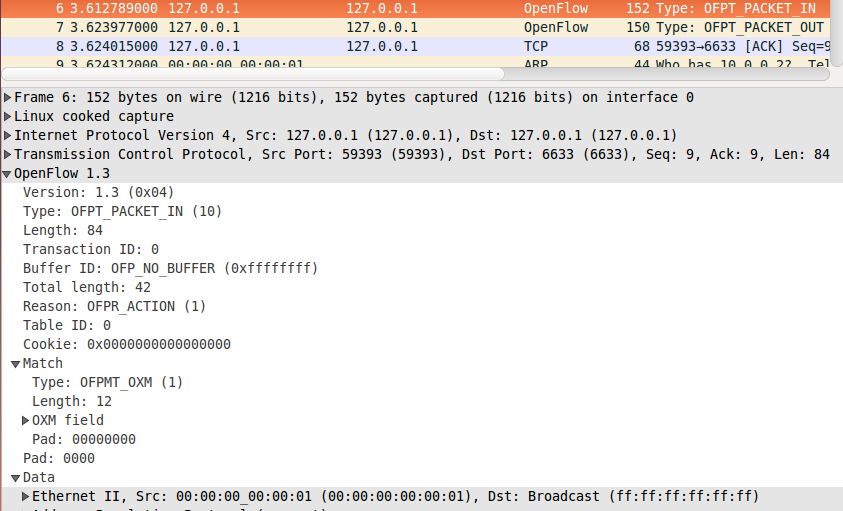 6 3.612789000 127.0.0.1 127.0.0.1 OpenFlow 152 Type: OFPT_PACKET_IN
7 3.623977000 127.0.0.1 127.0.0.1 OpenFlow 150 Type: OFPT_PACKET_OUT
8 3.624015000 127.0.0.1 127.0.0.1 TCP 68 59393→6633 [ACK] Seq=9
9 3.624312000 00:00:00_00:00:01 ARP 44 Who has 10.0.0.2? Tel
Frame 6: 152 bytes on wire (1216 bits), 152 bytes captured (1216 bits) on interface 0
Linux cooked capture
Internet Protocol Version 4, Src: 127.0.0.1 (127.0.0.1), Dst: 127.0.0.1 (127.0.0.1)
Transmission Control Protocol, Src Port: 59393 (59393), Dst Port: 6633 (6633), Seq: 9, Ack: 9, Len: 84
OpenFlow 1.3
Version: 1.3 (0x04)
Type: OFPT_PACKET_IN (10)
Length: 84
Transaction ID: 0
Buffer ID: OFP_NO_BUFFER (0xffffffff)
Total length: 42
Reason: OFPR_ACTION (1)
Table ID: 0
Cookie: 0x0000000000000000
Match
Type: OFPMT_OXM (1)
Length: 12
OXM field
Pad: 00000000
Pad: 0000
Data
Ethernet II, Src: 00:00:00_00:00:01 (00:00:00:00:00:01), Dst: Broadcast (ff:ff:ff:ff:ff:ff)